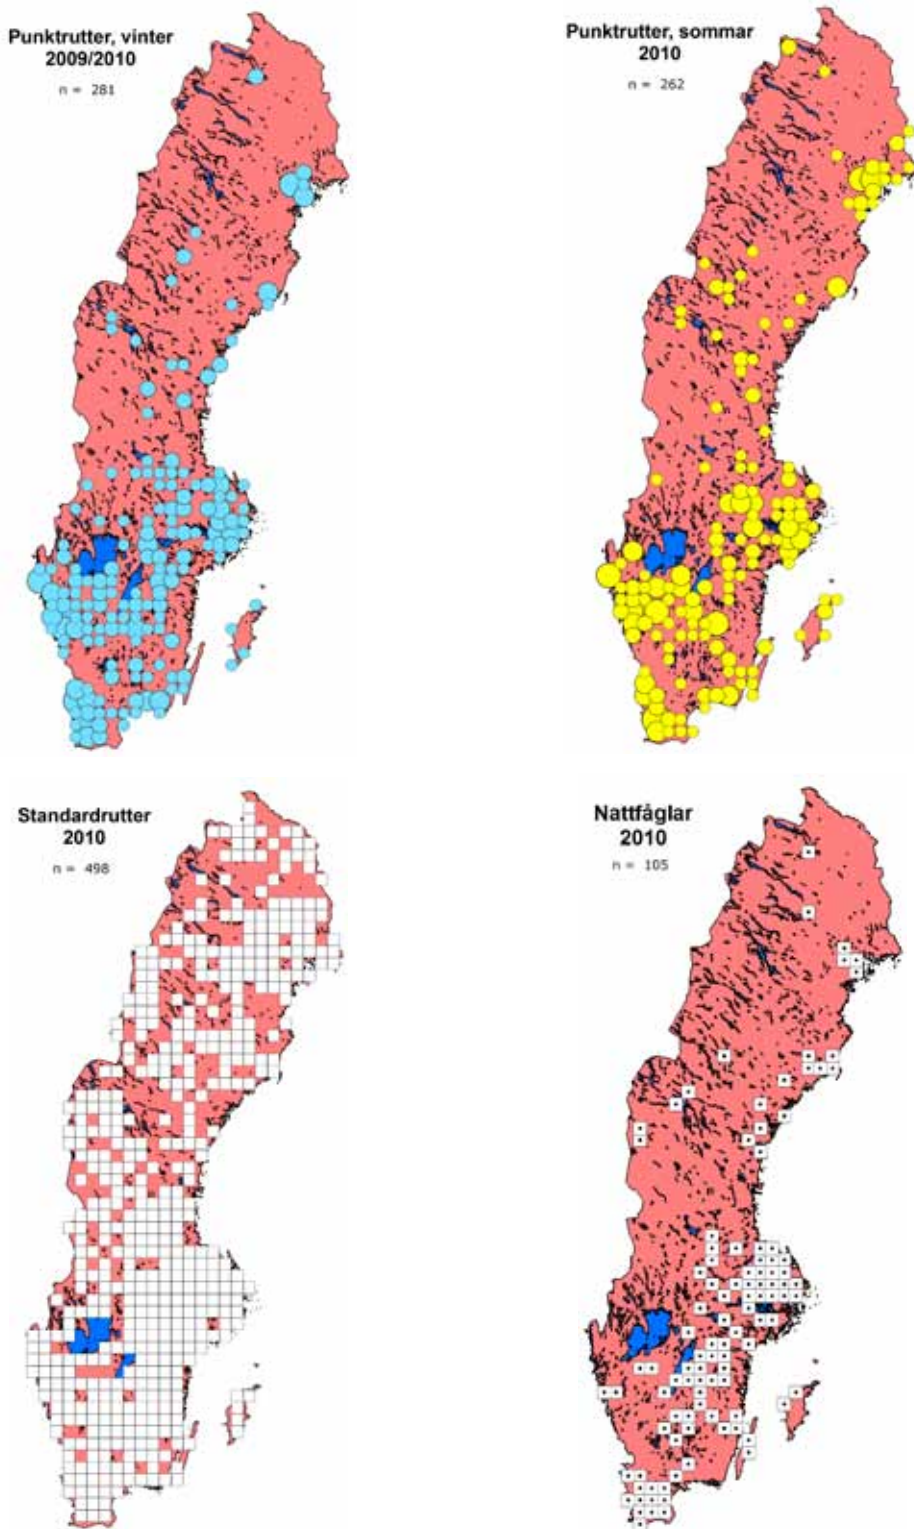 Punktrutter, vinter
2009/2010
n = 281
Punktrutter, sommar
2010
n = 262
Standardrutter
2010
n = 498
Nattfåglar
2010
n = 105